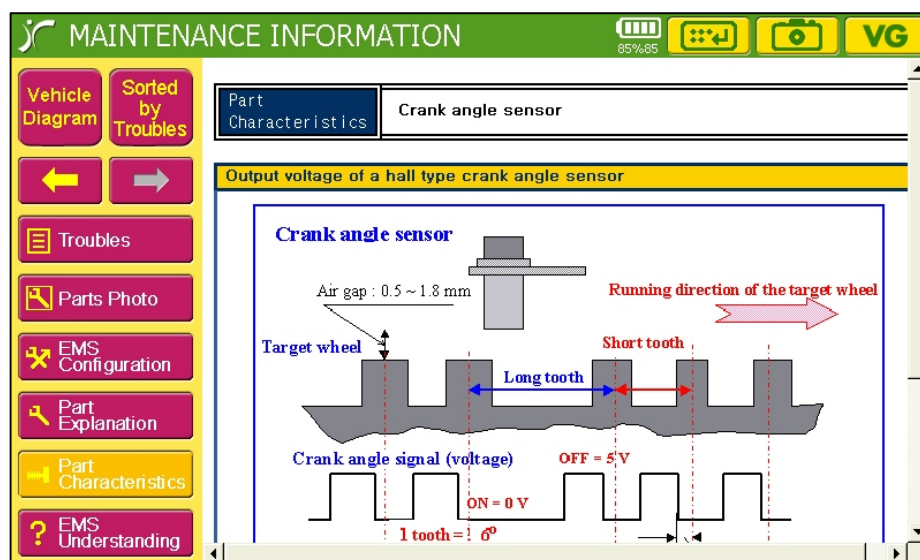 MAINTENANCE INFORMATION
85%85
VG
Vehicle
Diagram
Sorted
by
Troubles
Troubles
Parts Photo
EMS
Configuration
Part
Explanation
Part
Characteristics
EMS
Understanding
Part
Characteristics
Crank angle sensor
Output voltage of a hall type crank angle sensor
Crank angle sensor
Air gap : 0.5 ~ 1.8 mm
Running direction of the target wheel
Target wheel
Short tooth
Long tooth
Crank angle signal (voltage)
OFF = 5 V
ON = 0 V
1 tooth = 6º